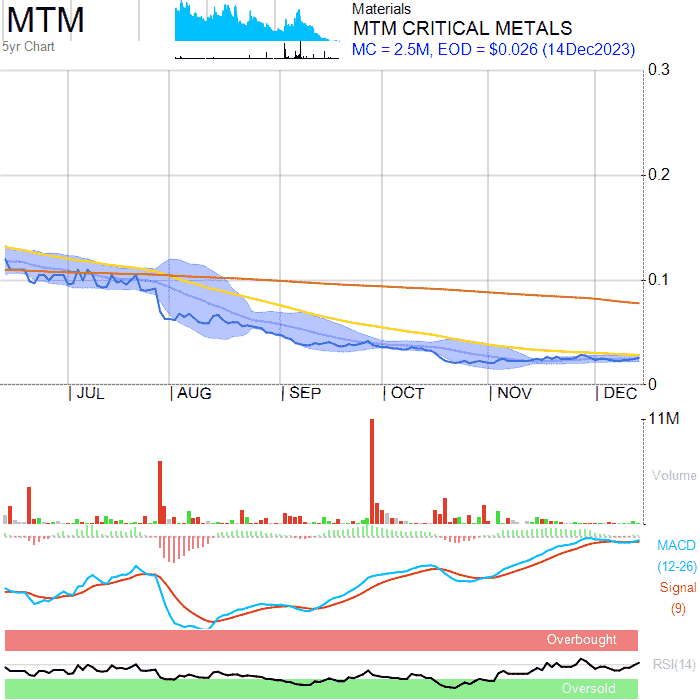 MTM
5yr Chart
Materials
MTM CRITICAL METALS
MC = 2.5M, EOD = $0.026 (14Dec2023)
0.3
0.2
0.1
0
JUL AUG SEP OCT NOV DEC
11M
Volume
MACD
(12-26)
Signal
(9)
Overbought
RSI(14)
Oversold